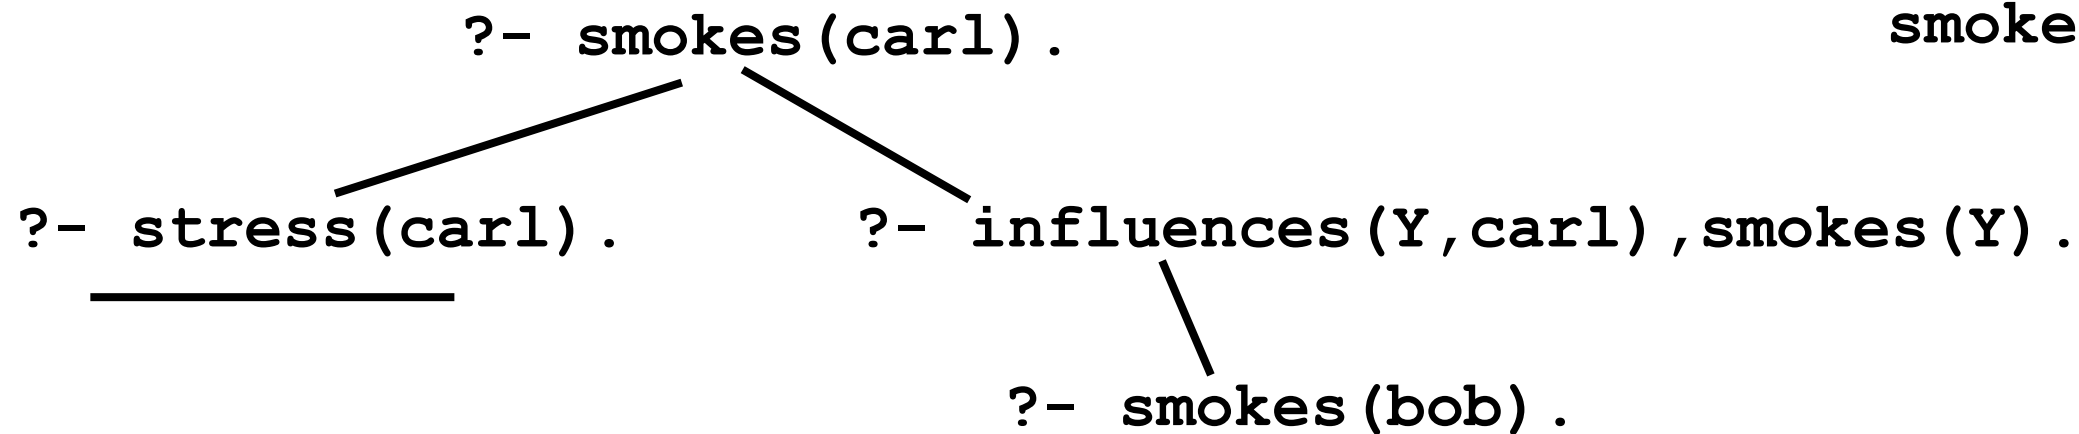 ?- smokes(carl).
smoke
?- stress(carl).
?- influences(Y,carl),smokes(Y).
?- smokes(bob).